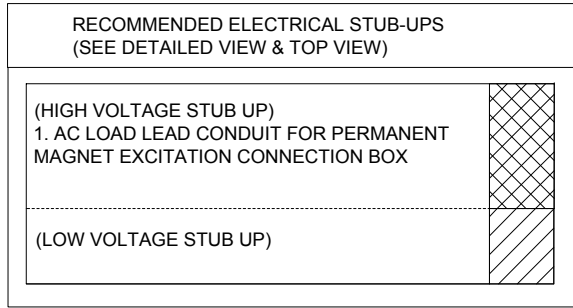 RECOMMENDED ELECTRICAL STUB-UPS
(SEE DETAILED VIEW & TOP VIEW)
(HIGH VOLTAGE STUB UP)
1. AC LOAD LEAD CONDUIT FOR PERMANENT
MAGNET EXCITATION CONNECTION BOX
(LOW VOLTAGE STUB UP)